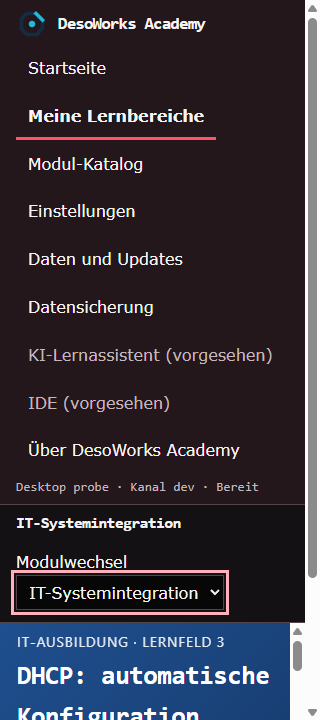 DesoWorks Academy
Startseite
Meine Lernbereiche
Modul-Katalog
Einstellungen
Daten und Updates
Datensicherung
KI-Lernassistent (vorgesehen)
IDE (vorgesehen)
Über DesoWorks Academy
Desktop probe · Kanal dev · Bereit
IT-Systemintegration
Modulwechsel
IT-Systemintegration
IT-AUSBILDUNG · LERNFELD 3
DHCP: automatische
Konfiguration